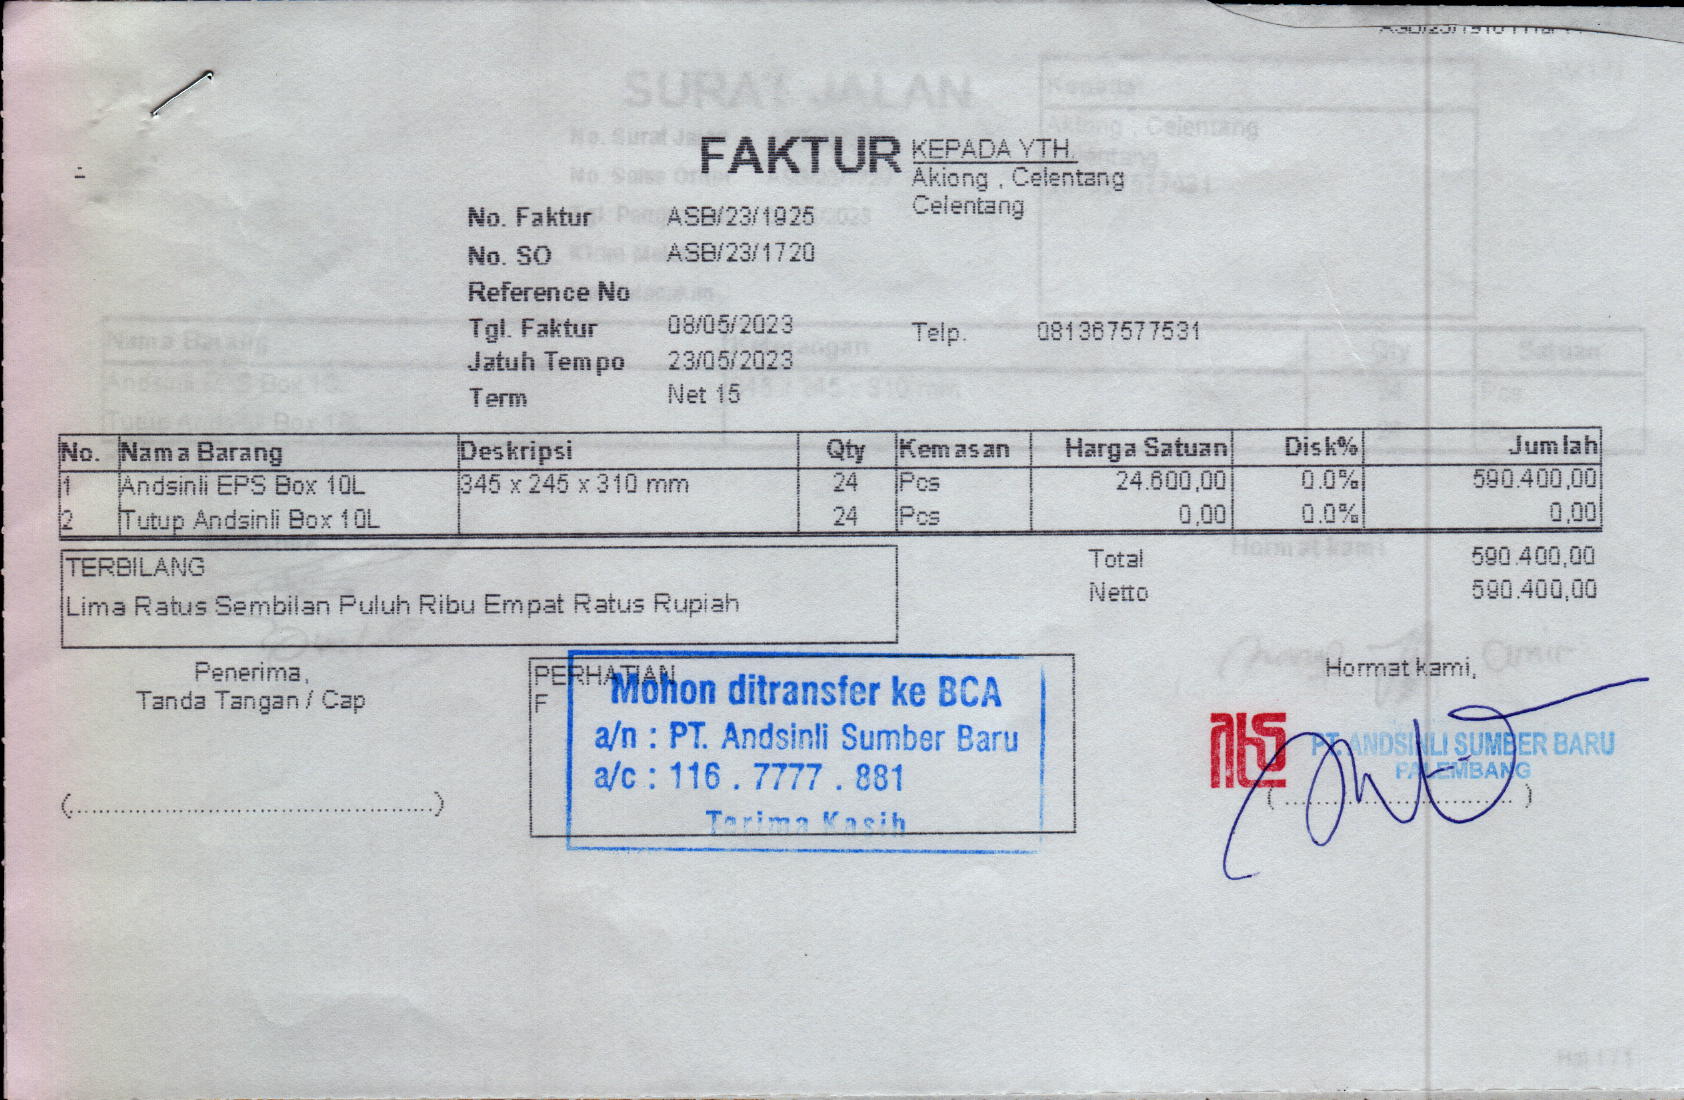 FAKTUR
KEPADA YTH.
Akiong , Celentang
Celentang
No. Faktur ASB/23/1925
No. SO ASB/23/1720
Reference No
Tgl. Faktur 08/05/2023
Telp. 081367577531
Jatuh Tempo 23/05/2023
Term Net 15
No. Nama Barang Deskripsi Qty Kemasan Harga Satuan Disk% Jumlah
1 Andsinli EPS Box 10L 345 x 245 x 310 mm 24 Pcs 24.600,00 0.0% 590.400,00
2 Tutup Andsinli Box 10L 24 Pcs 0,00 0.0% 0,00
TERBILANG
Lima Ratus Sembilan Puluh Ribu Empat Ratus Rupiah
Total 590.400,00
Netto 590.400,00
Penerima,
Tanda Tangan / Cap
(............................................)
PERHATIAN
F
Mohon ditransfer ke BCA
a/n : PT. Andsinli Sumber Baru
a/c : 116 . 7777 . 881
Terima Kasih
Hormat kami,
PT. ANDSINLI SUMBER BARU
PALEMBANG
( ............................ )
SURAT JALAN